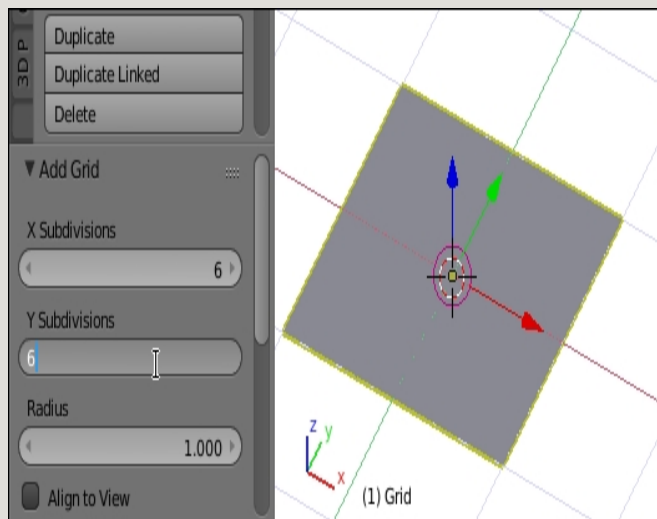 3D P
Duplicate
Duplicate Linked
Delete
Add Grid
X Subdivisions
6
Y Subdivisions
6
Radius
1.000
Align to View
z
y
x
(1) Grid